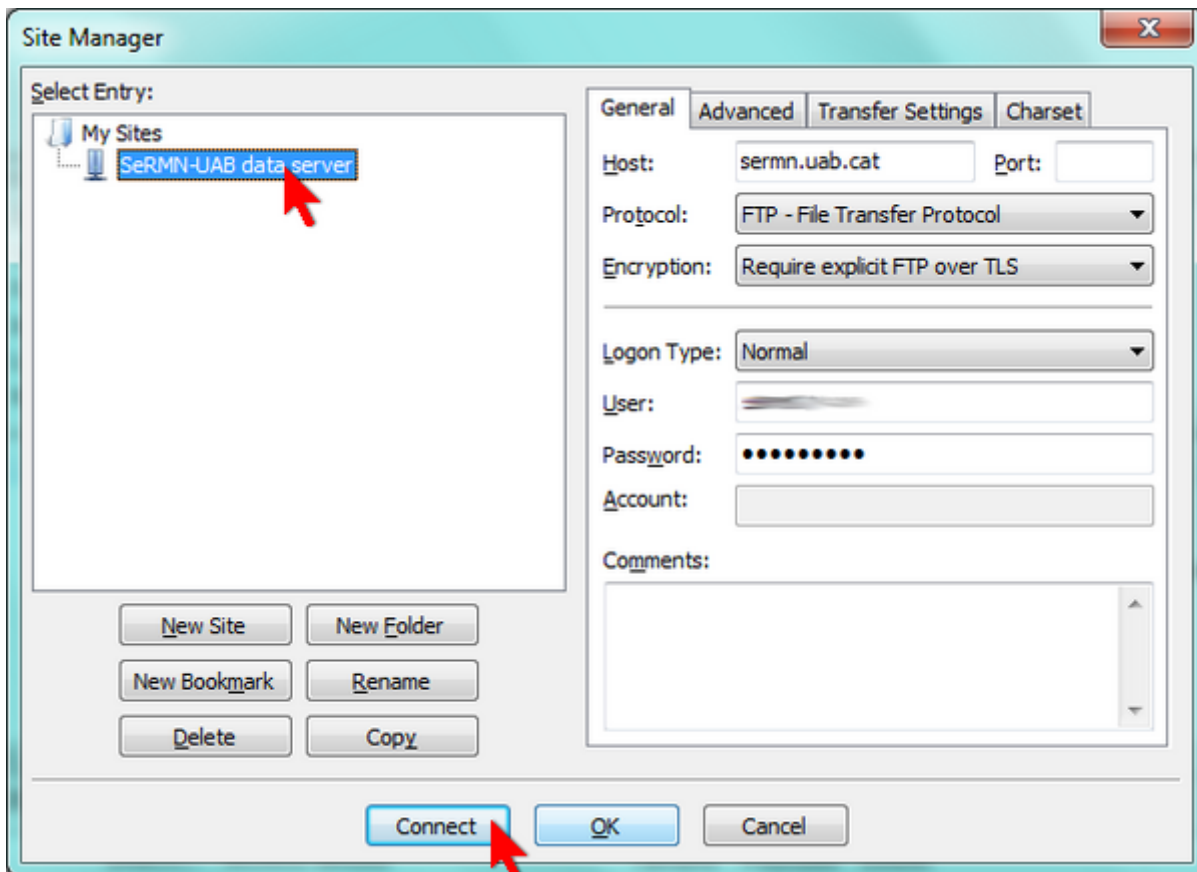 Site Manager
Select Entry:
My Sites
SeRMN-UAB data server
New Site
New Folder
New Bookmark
Rename
Delete
Copy
General
Advanced
Transfer Settings
Charset
Host:
sermn.uab.cat
Port:
Protocol:
FTP - File Transfer Protocol
Encryption:
Require explicit FTP over TLS
Logon Type:
Normal
User:
Password:
•••••••••
Account:
Comments:
Connect
OK
Cancel